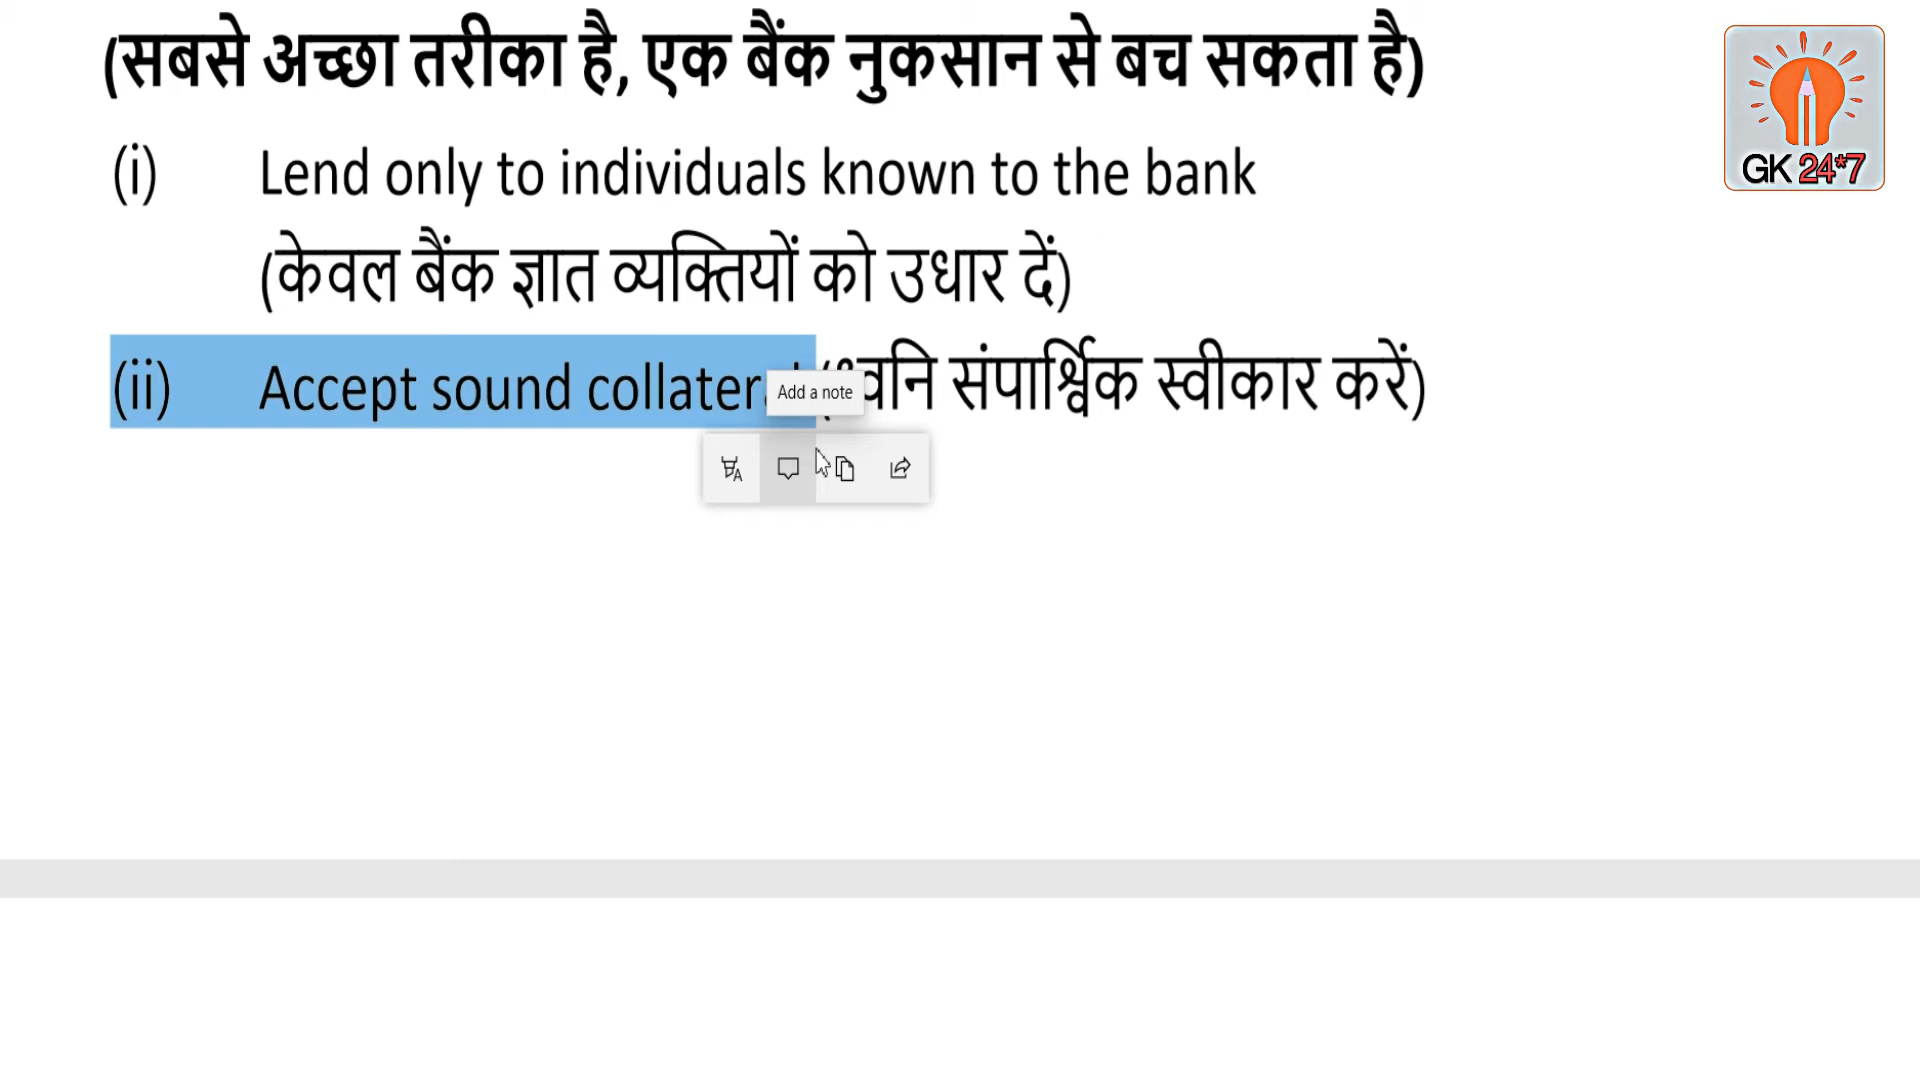 (सबसे अच्छा तरीका है, एक बैंक नुकसान से बच सकता है)
GK 24*7
(i) Lend only to individuals known to the bank
(केवल बैंक ज्ञात व्यक्तियों को उधार दें)
(ii) Accept sound संपार्श्विक स्वीकार करें)
Add a note